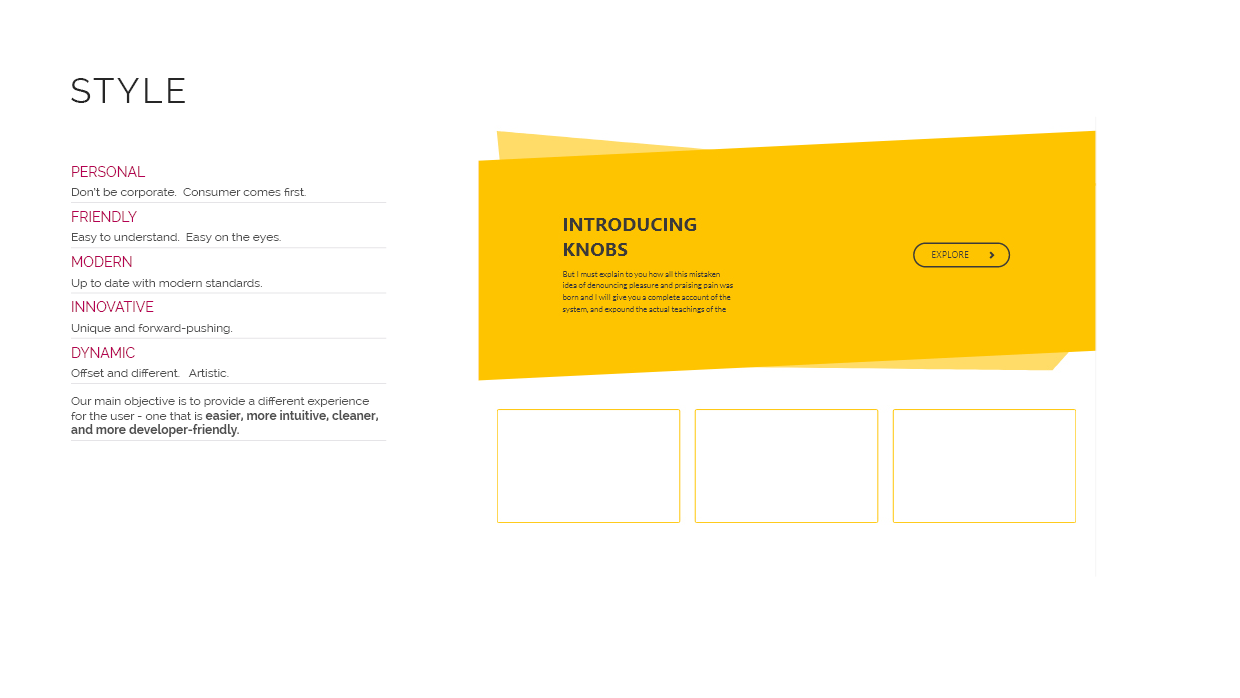 STYLE
PERSONAL
Don't be corporate.  Consumer comes first.
FRIENDLY
Easy to understand.  Easy on the eyes.
MODERN
Up to date with modern standards.
INNOVATIVE
Unique and forward-pushing.
DYNAMIC
Offset and different.   Artistic.
Our main objective is to provide a different experience
for the user - one that is easier, more intuitive, cleaner,
and more developer-friendly.
INTRODUCING
KNOBS
But I must explain to you how all this mistaken
idea of denouncing pleasure and praising pain was
born and I will give you a complete account of the
system, and expound the actual teachings of the
EXPLORE